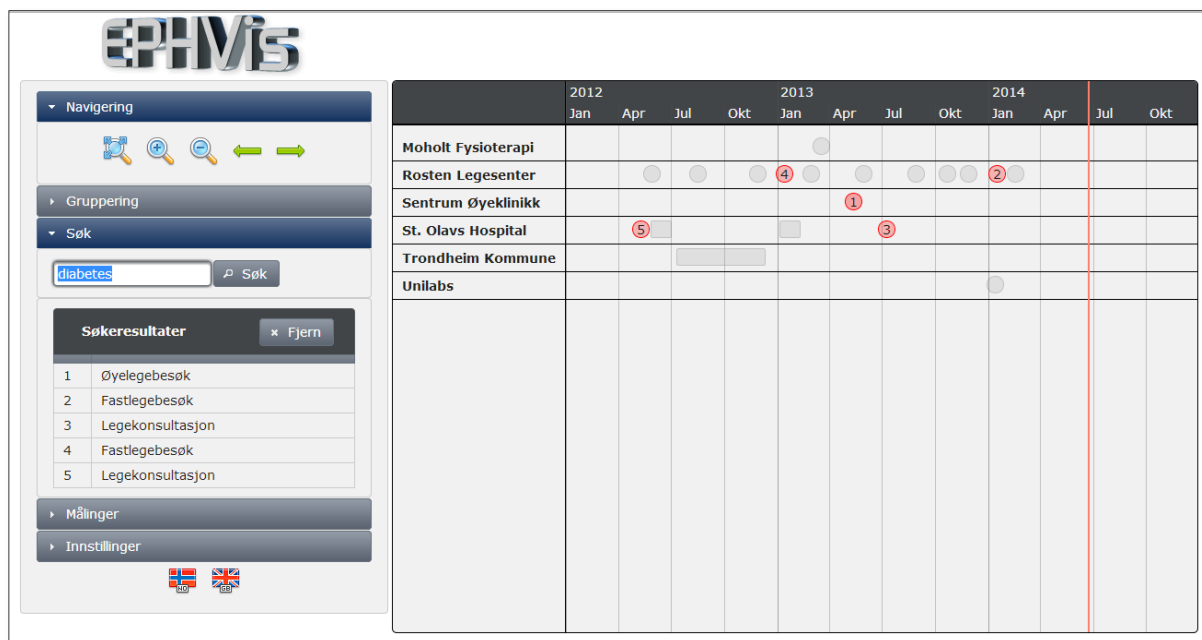 EPHVis
Navigering
Gruppering
Søk
diabetes
Søk
Søkeresultater
Fjern
1 Øyelegebesøk
2 Fastlegebesøk
3 Legekonsultasjon
4 Fastlegebesøk
5 Legekonsultasjon
Målinger
Innstillinger
NO GB
2012 2013 2014
Jan Apr Jul Okt Jan Apr Jul Okt Jan Apr Jul Okt
Moholt Fysioterapi
Rosten Legesenter 4 2
Sentrum Øyeklinikk 1
St. Olavs Hospital 5 3
Trondheim Kommune
Unilabs